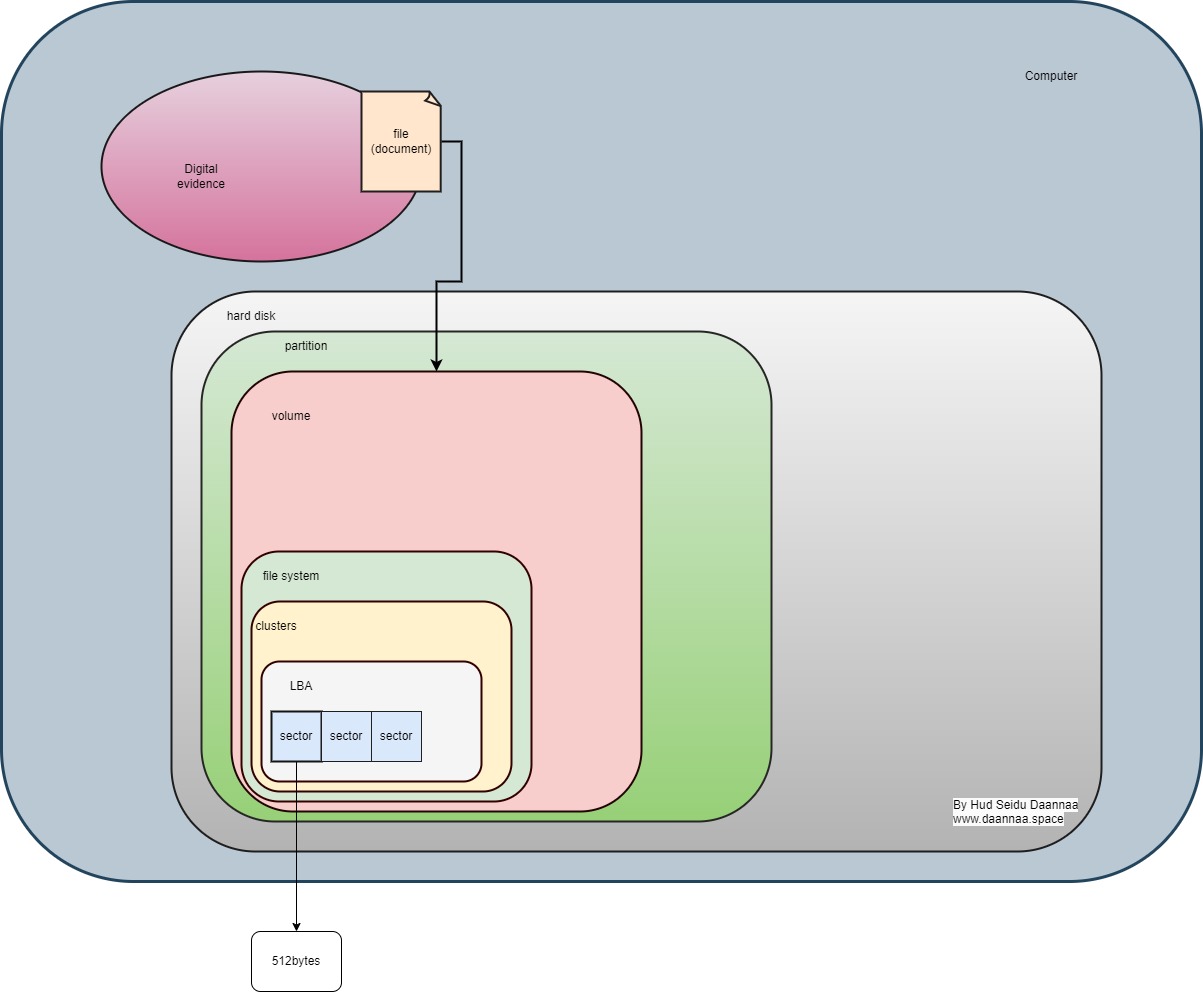 Computer
file
(document)
Digital
evidence
hard disk
partition
volume
file system
clusters
LBA
sector sector sector
By Hud Seidu Daannaa
www.daannaa.space
512bytes